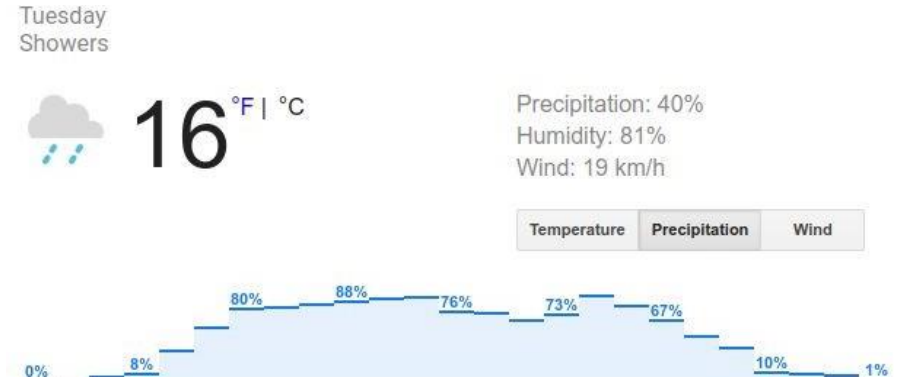 Tuesday
Showers
16 °F | °C
Precipitation: 40%
Humidity: 81%
Wind: 19 km/h
Temperature Precipitation Wind
0% 8% 80% 88% 76% 73% 67% 10% 1%